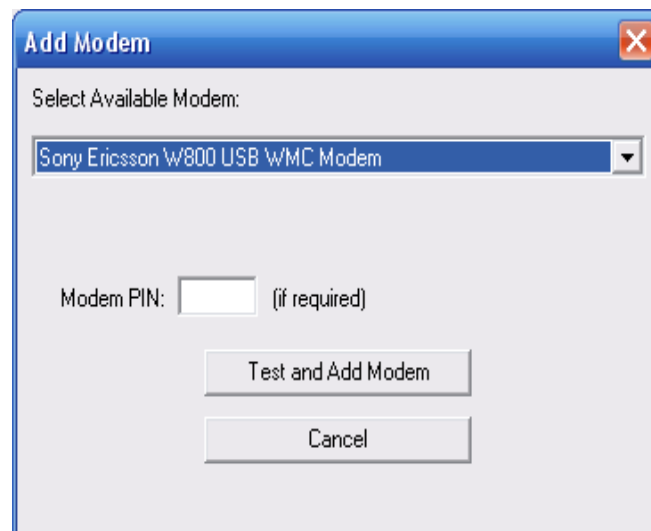 Add Modem
Select Available Modem:
Sony Ericsson W800 USB WMC Modem
Modem PIN: (if required)
Test and Add Modem
Cancel